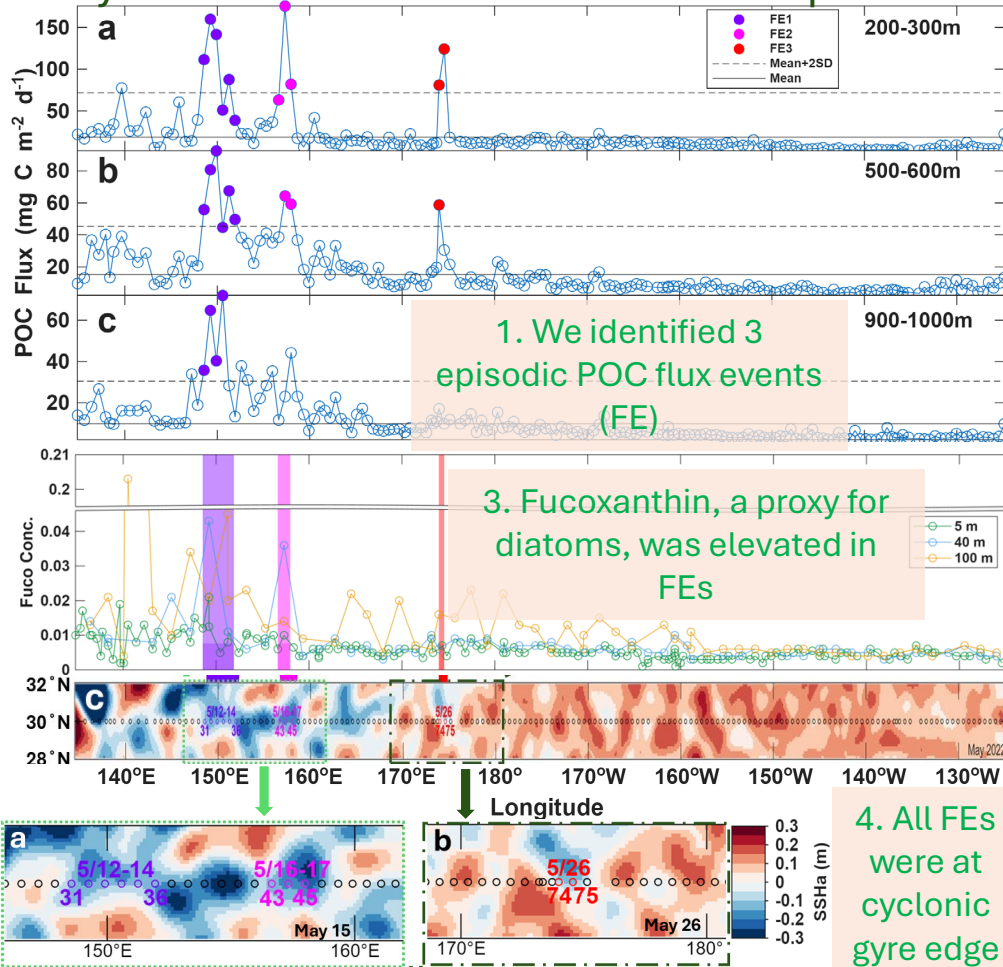 a
FE1
FE2
FE3
Mean+2SD
Mean
200-300m
150
100
50
b
500-600m
80
60
40
20
POC Flux (mg C m⁻² d⁻¹)
c
900-1000m
60
40
20
1. We identified 3
episodic POC flux events
(FE)
0.21
0.2
0.04
0.03
0.02
0.01
0
Fuco Conc.
3. Fucoxanthin, a proxy for
diatoms, was elevated in
FEs
5 m
40 m
100 m
32°N
30°N
28°N
c
5/12-14
31
36
5/16-17
43 45
5/26
7475
May 2022
140°E
150°E
160°E
170°E
180°
170°W
160°W
150°W
140°W
130°W
Longitude
a
5/12-14
5/16-17
31
36
43
45
May 15
150°E
160°E
b
5/26
7475
May 26
170°E
180°
0.3
0.2
0.1
0
-0.1
-0.2
-0.3
SSHa (m)
4. All FEs
were at
cyclonic
gyre edge